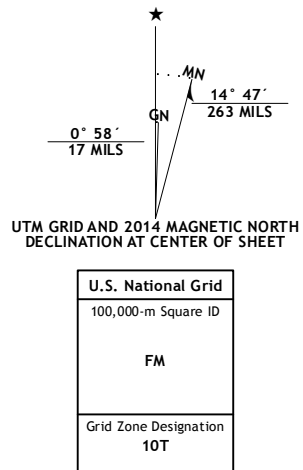 MN
GN
14° 47´
263 MILS
0° 58´
17 MILS
UTM GRID AND 2014 MAGNETIC NORTH
DECLINATION AT CENTER OF SHEET
U.S. National Grid
100,000-m Square ID
FM
Grid Zone Designation
10T